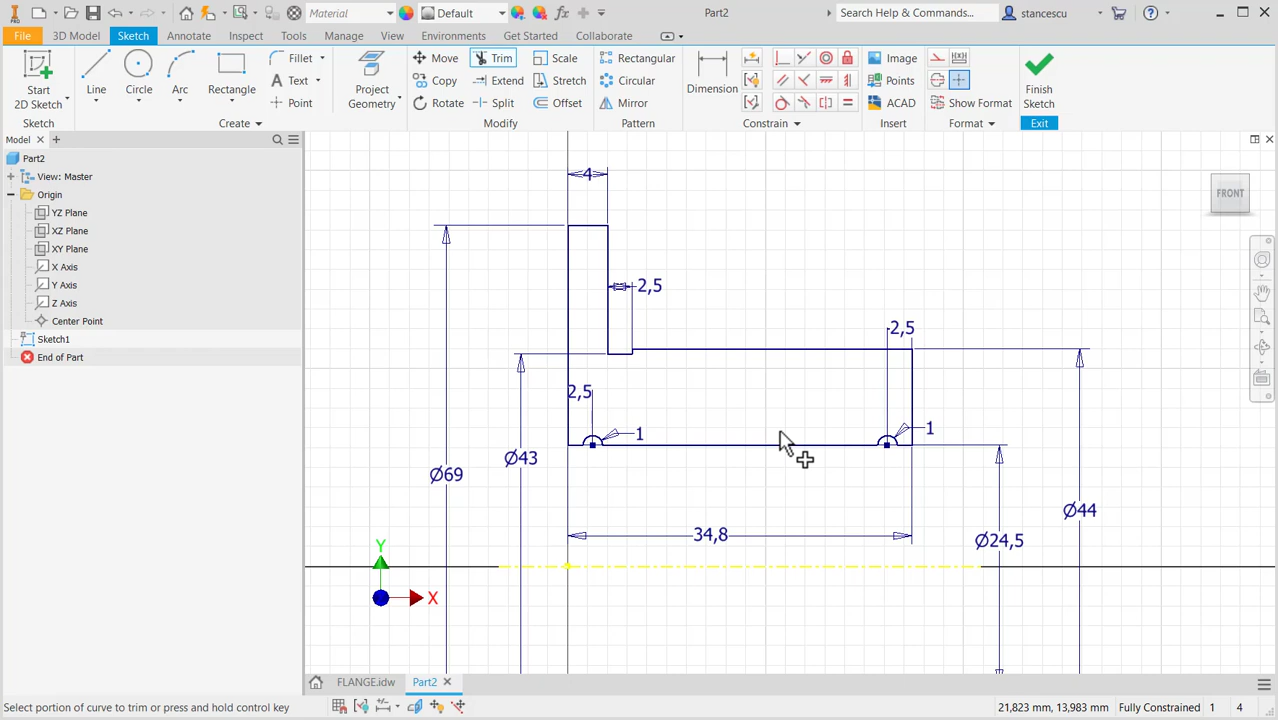 PRO
Material
Default
Part2
Search Help & Commands...
stancescu
File
3D Model
Sketch
Annotate
Inspect
Tools
Manage
View
Environments
Get Started
Collaborate
Start
2D Sketch
Line
Circle
Arc
Rectangle
Fillet
Text
Point
Project
Geometry
Move
Copy
Rotate
Trim
Extend
Split
Scale
Stretch
Offset
Rectangular
Circular
Mirror
Dimension
Image
Points
ACAD
Show Format
Finish
Sketch
Sketch
Create
Modify
Pattern
Constrain
Insert
Format
Exit
Model
Part2
View: Master
Origin
YZ Plane
XZ Plane
XY Plane
X Axis
Y Axis
Z Axis
Center Point
Sketch1
End of Part
4
FRONT
2,5
2,5
2,5
1
1
Ø69
Ø43
Ø44
34,8
Ø24,5
Y
X
FLANGE.idw
Part2
Select portion of curve to trim or press and hold control key
21,823 mm, 13,983 mm
Fully Constrained
1
4